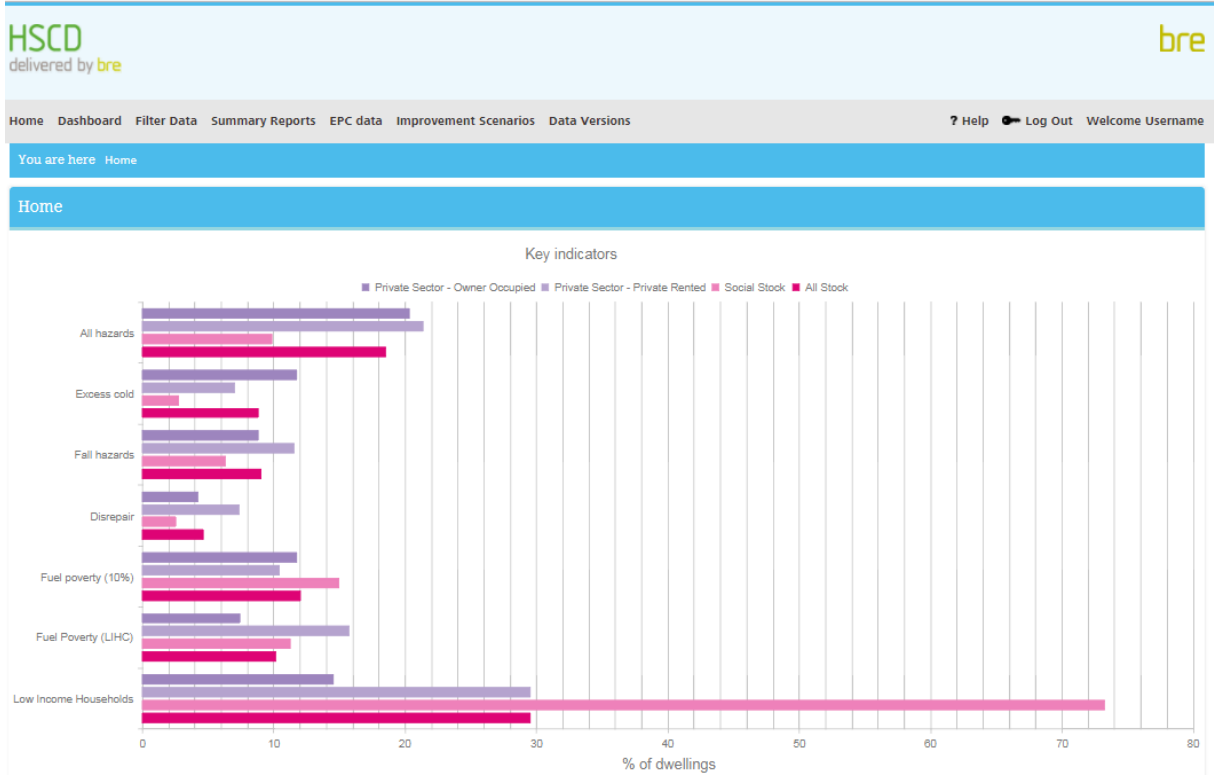 HSCD
delivered by bre
bre
Home Dashboard Filter Data Summary Reports EPC data Improvement Scenarios Data Versions ? Help Log Out Welcome Username
You are here Home
Home
Key indicators
Private Sector - Owner Occupied Private Sector - Private Rented Social Stock All Stock
All hazards
Excess cold
Fall hazards
Disrepair
Fuel poverty (10%)
Fuel Poverty (LIHC)
Low Income Households
0 10 20 30 40 50 60 70 80
% of dwellings